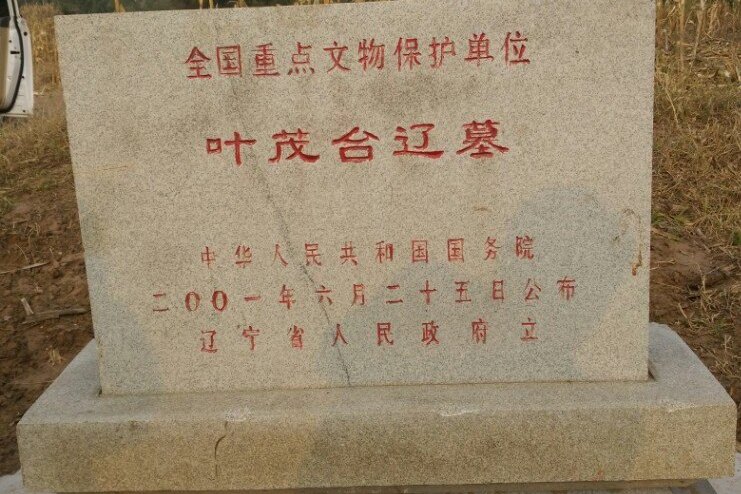 全国重点文物保护单位
叶茂台辽墓
中华人民共和国国务院
二〇〇一年六月二十五日公布
辽宁省人民政府立